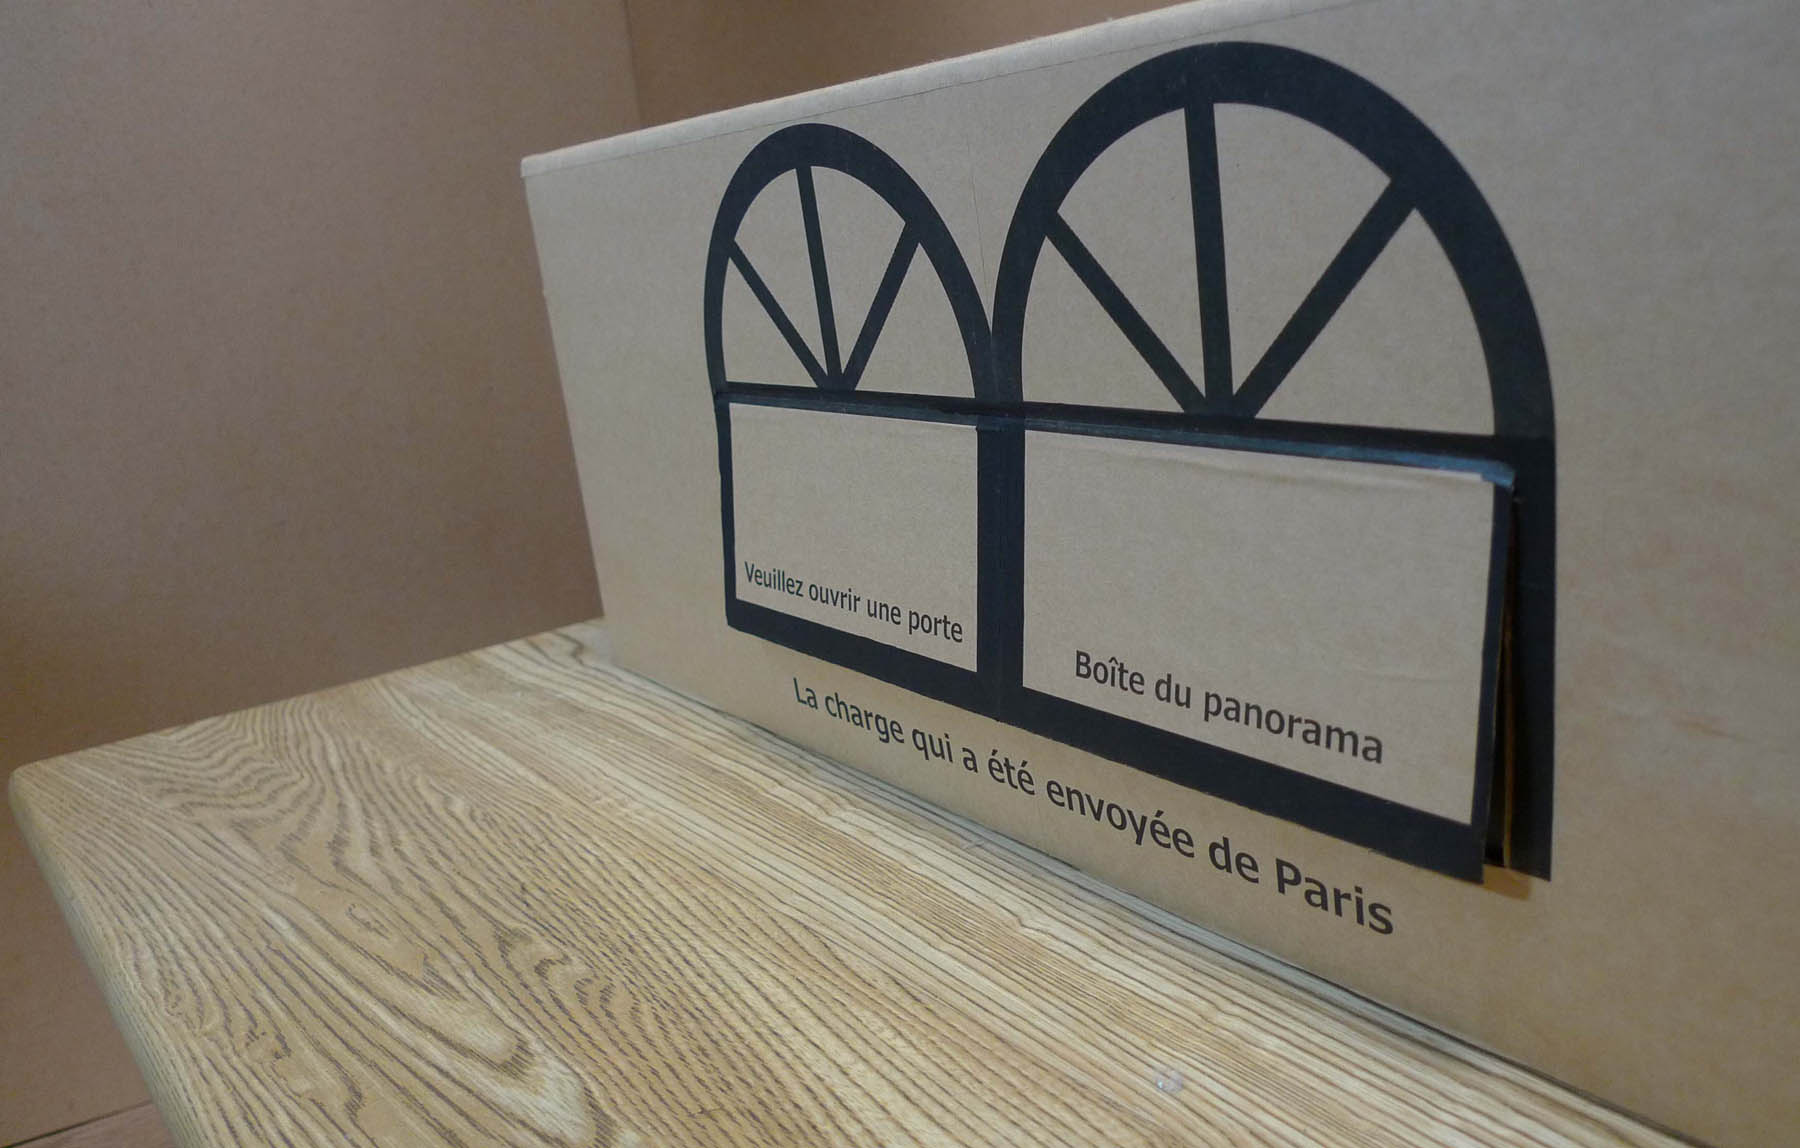 Veuillez ouvrir une porte
Boîte du panorama
La charge qui a été envoyée de Paris